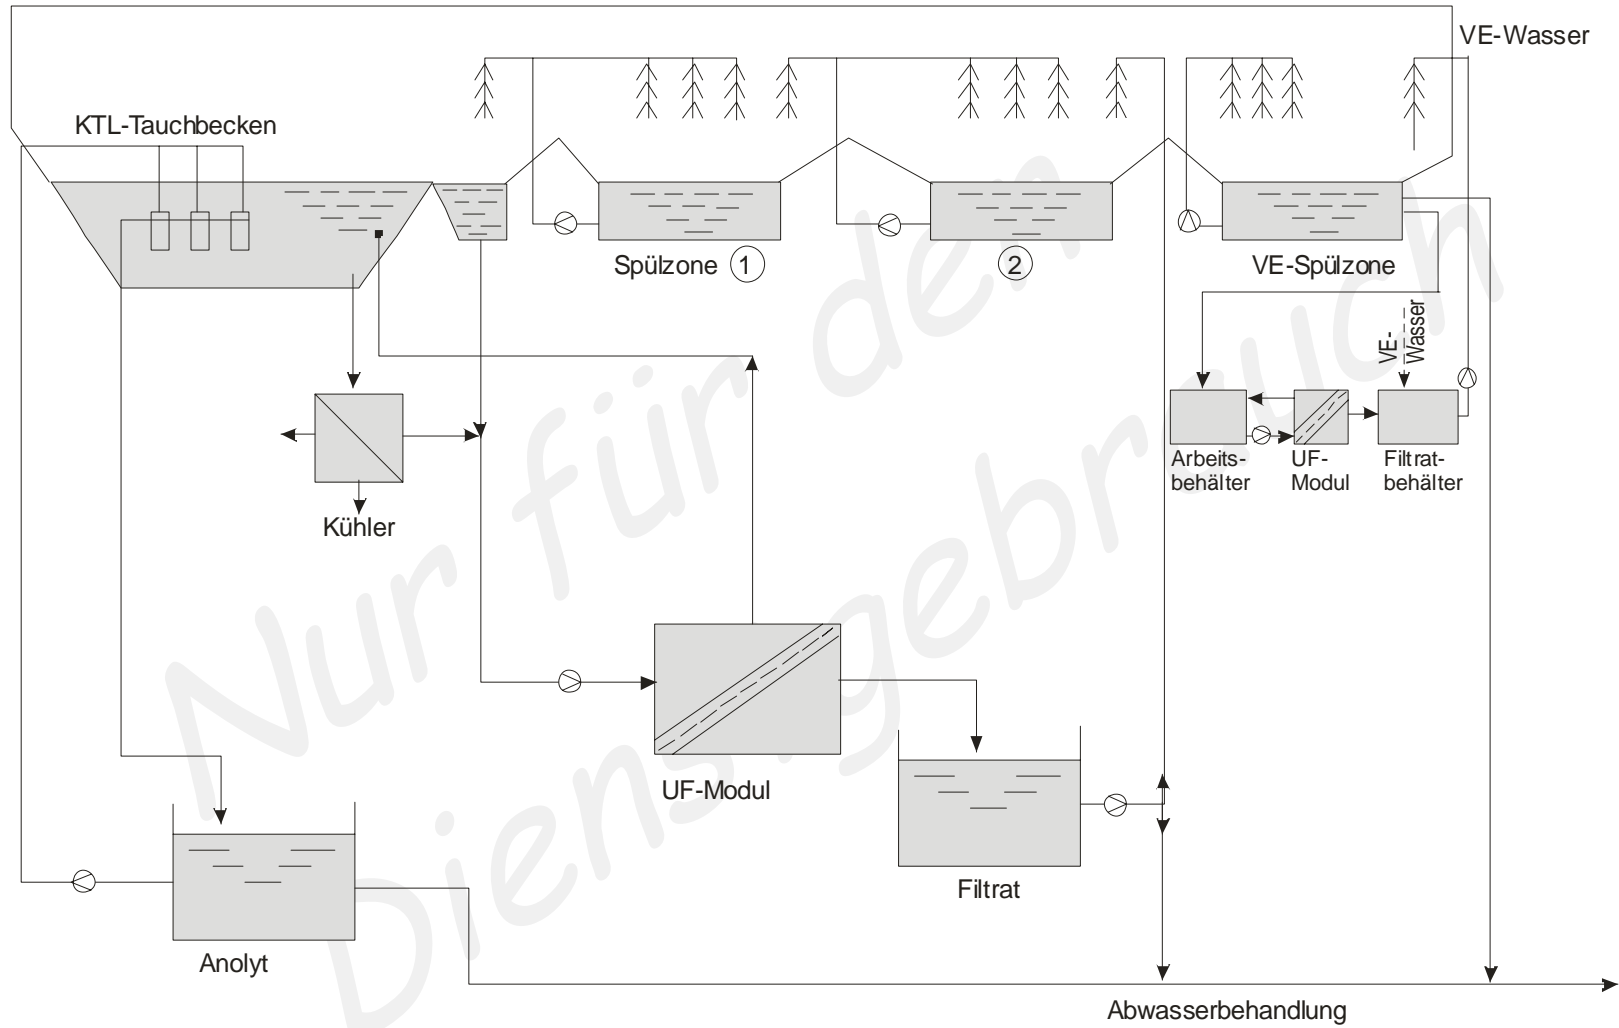 VE-Wasser
KTL-Tauchbecken
Spülzone 1
2
VE-Spülzone
VE-
Wasser
Arbeits-
behälter
UF-
Modul
Filtrat-
behälter
Kühler
UF-Modul
Filtrat
Anolyt
Abwasserbehandlung
Nur für den
Dienstgebrauch